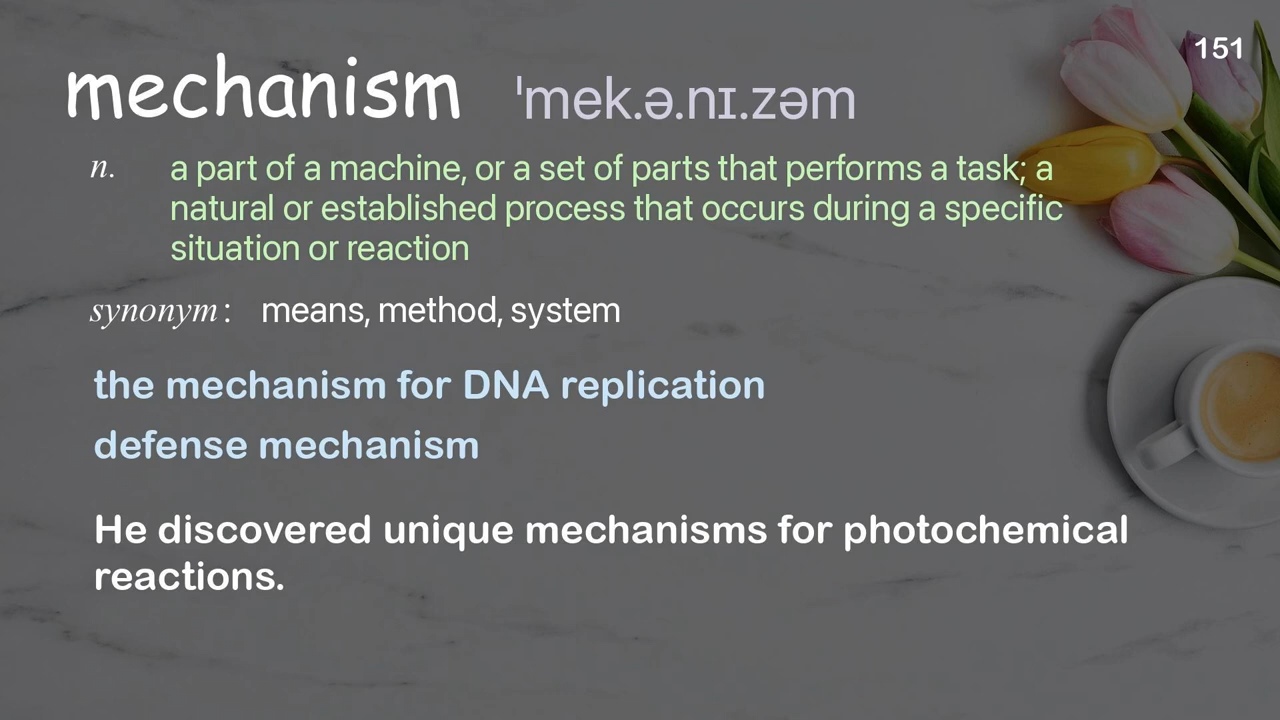 151
mechanism ˈmek.ə.nɪ.zəm
n. a part of a machine, or a set of parts that performs a task; a
natural or established process that occurs during a specific
situation or reaction
synonym: means, method, system
the mechanism for DNA replication
defense mechanism
He discovered unique mechanisms for photochemical
reactions.